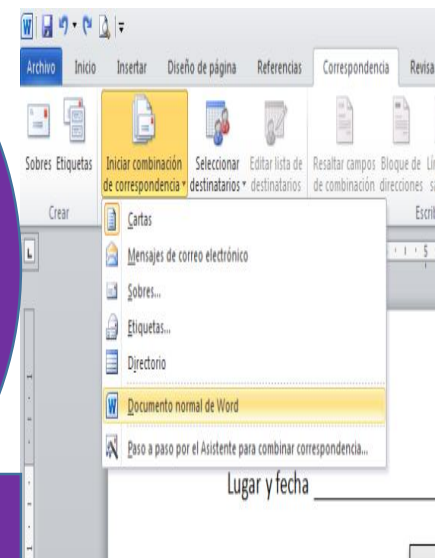 Archivo Inicio Insertar Diseño de página Referencias Correspondencia Revisa
Sobres Etiquetas Iniciar combinación de correspondencia Seleccionar destinatarios Editar lista de destinatarios Resaltar campos de combinación Bloque de direcciones
Crear Escrib
Cartas
Mensajes de correo electrónico
Sobres...
Etiquetas...
Directorio
Documento normal de Word
Paso a paso por el Asistente para combinar correspondencia...
Lugar y fecha